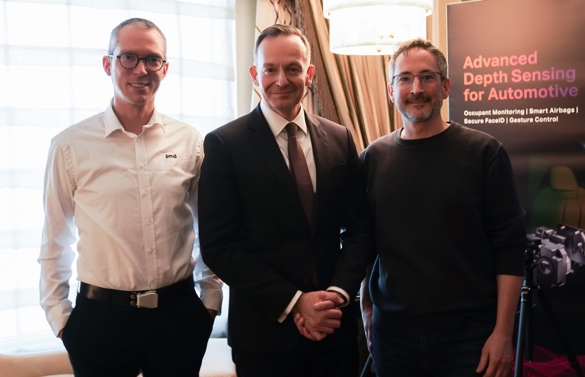 Advanced
Depth Sensing
for Automotive
Occupant Monitoring | Smart Airbags |
Secure FaceID | Gesture Control
pmd